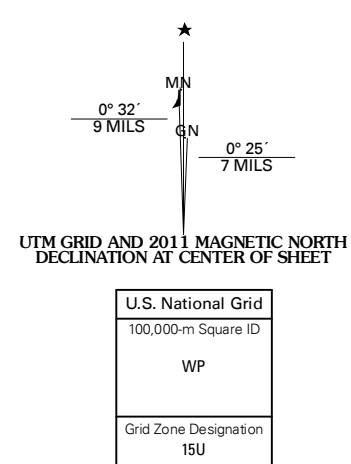 MN
0° 32´
9 MILS
GN
0° 25´
7 MILS
UTM GRID AND 2011 MAGNETIC NORTH
DECLINATION AT CENTER OF SHEET
U.S. National Grid
100,000-m Square ID
WP
Grid Zone Designation
15U